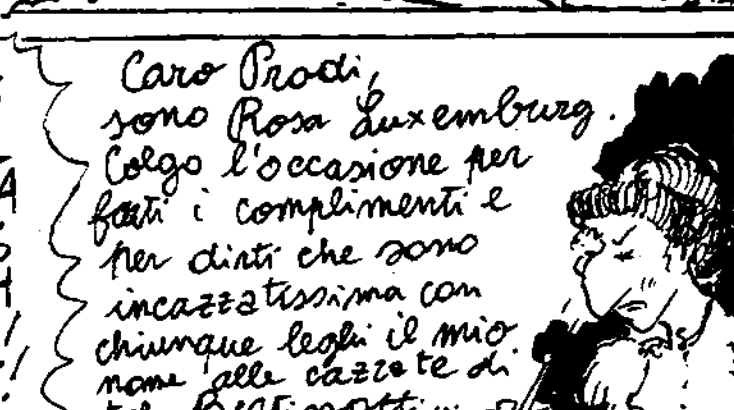 Caro Prodi,
sono Rosa Luxemburg.
Colgo l'occasione per
farti i complimenti e
per dirti che sono
incazzatissima con
chiunque leghi il mio
nome alle cazzate di